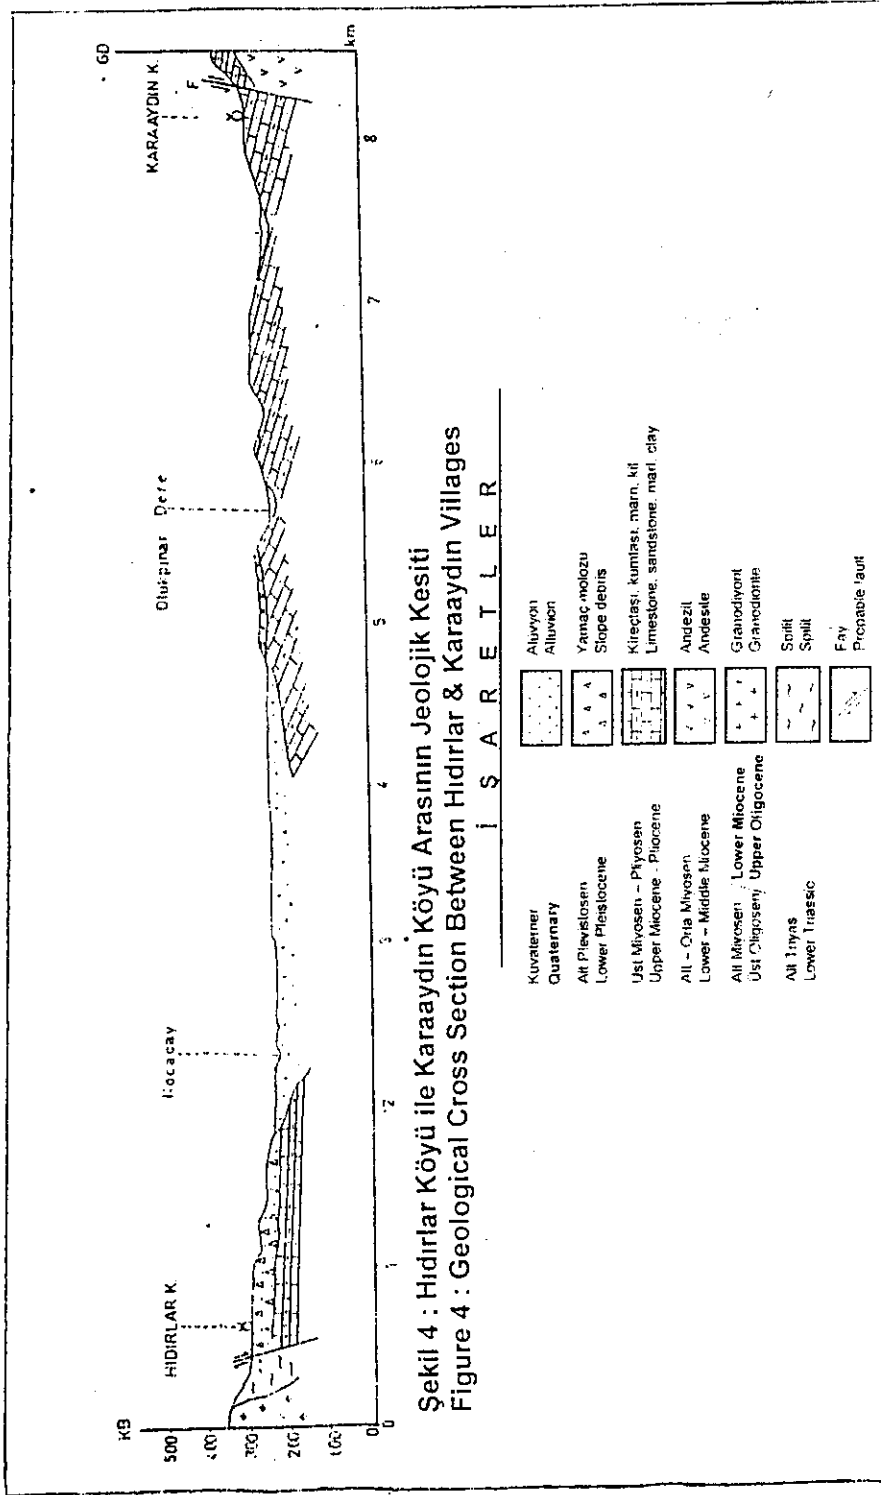 KB
GD
HIDIRLAR K.
Kocaçay
Olukpınar Dere
KARAAYDIN K.
F
500
400
300
200
100
0
0
1
2
3
4
5
6
7
8
km
Şekil 4 : Hıdırlar Köyü ile Karaaydın Köyü Arasının Jeolojik Kesiti
Figure 4 : Geological Cross Section Between Hıdırlar & Karaaydın Villages
İ Ş A R E T L E R
Kuvaterner
Quaternary
Alüvyon
Alluvion
Alt Pleyistosen
Lower Pleistocene
Yamaç molozu
Slope debris
Üst Miyosen – Pliyosen
Upper Miocene - Pliocene
Kireçtaşı, kumtaşı, marn, kil
Limestone, sandstone, marl, clay
Alt – Orta Miyosen
Lower – Middle Miocene
Andezit
Andesite
Alt Miyosen / Lower Miocene
Üst Oligosen / Upper Oligocene
Granodiyorit
Granodiorite
Alt Triyas
Lower Triassic
Spilit
Spilit
Fay
Probable fault